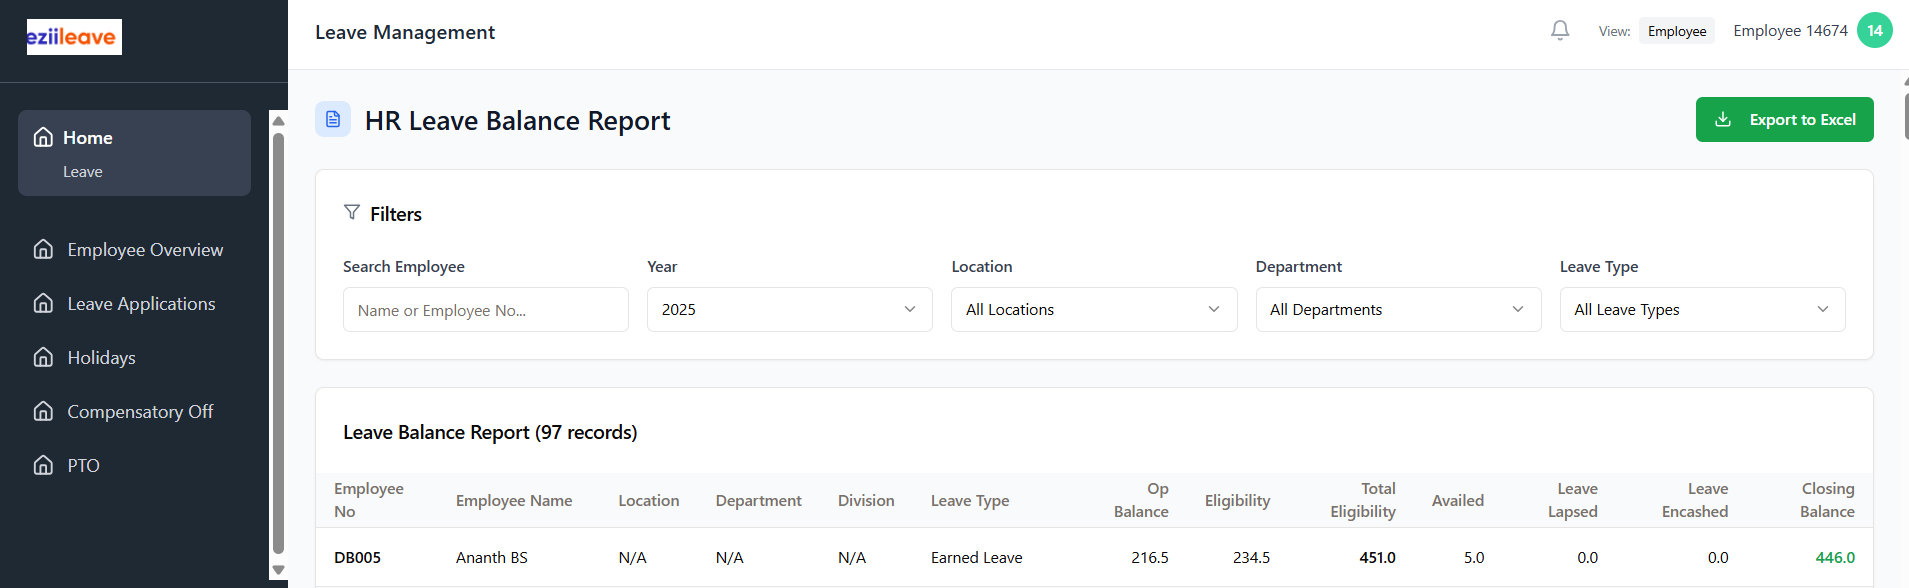 eziileave
Leave Management
View: Employee Employee 14674 14
Home
Leave
Employee Overview
Leave Applications
Holidays
Compensatory Off
PTO
HR Leave Balance Report
Export to Excel
Filters
Search Employee Year Location Department Leave Type
Name or Employee No... 2025 All Locations All Departments All Leave Types
Leave Balance Report (97 records)
Employee No Employee Name Location Department Division Leave Type Op Balance Eligibility Total Eligibility Availed Leave Lapsed Leave Encashed Closing Balance
DB005 Ananth BS N/A N/A N/A Earned Leave 216.5 234.5 451.0 5.0 0.0 0.0 446.0